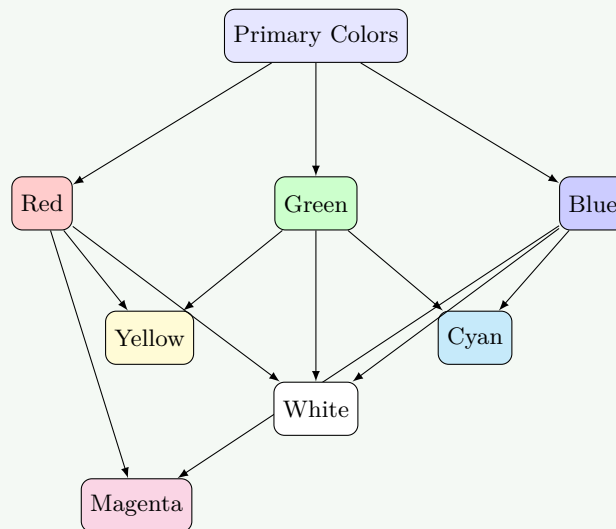 Primary Colors
Red
Green
Blue
Yellow
Cyan
White
Magenta